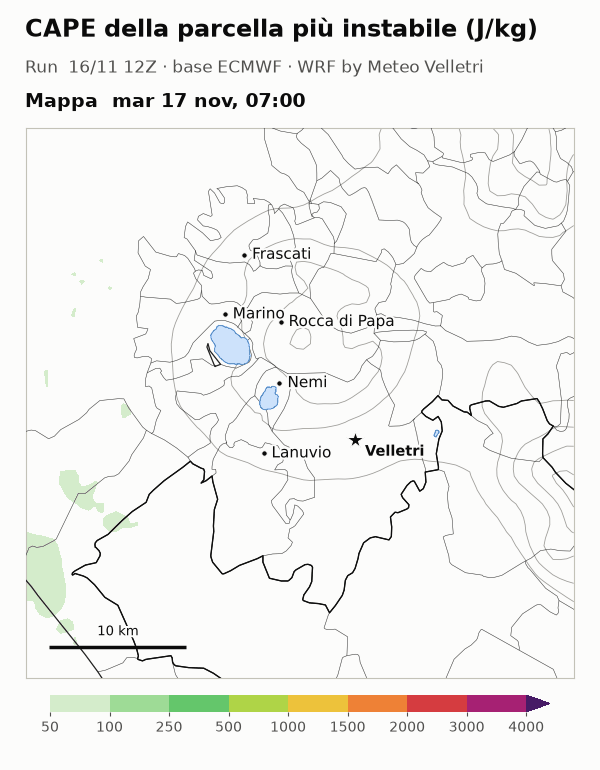 CAPE della parcella più instabile (J/kg)
Run  16/11 12Z · base ECMWF · WRF by Meteo Velletri
Mappa  mar 17 nov, 07:00
Frascati
Marino
Rocca di Papa
Nemi
Velletri
Lanuvio
10 km
50 100 250 500 1000 1500 2000 3000 4000